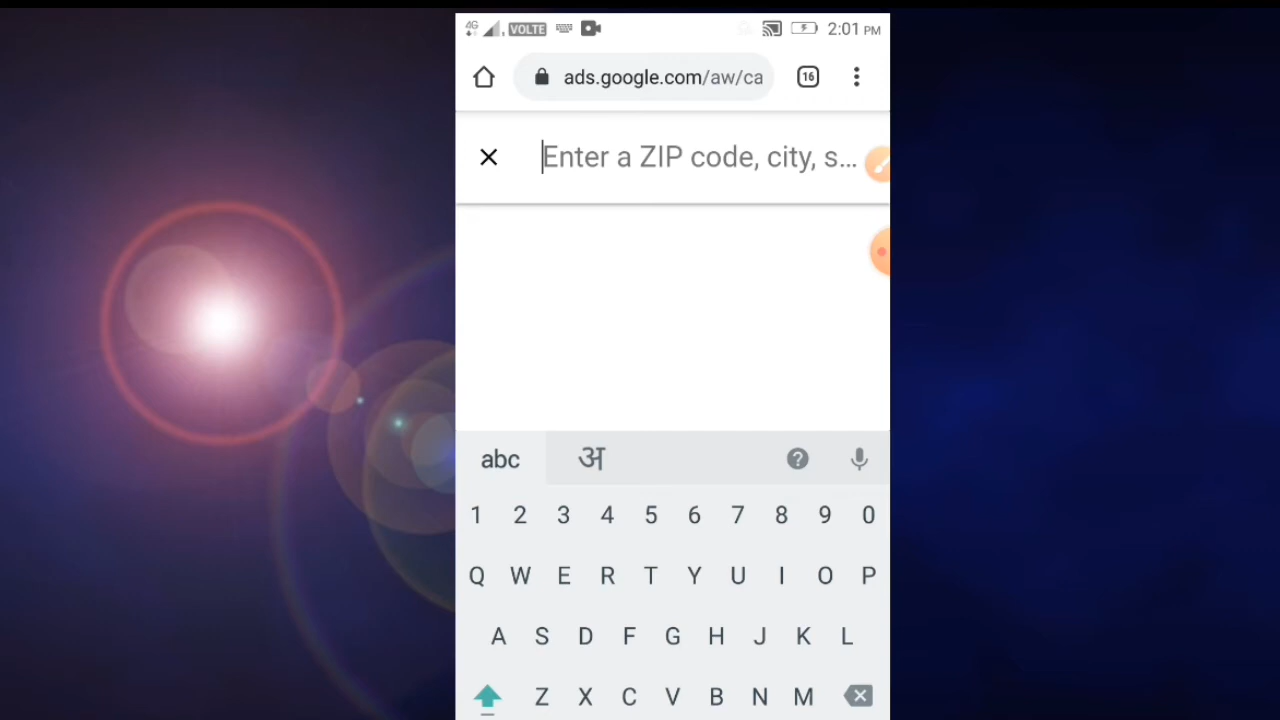 4G VOLTE 2:01 PM
ads.google.com/aw/ca 16
Enter a ZIP code, city, s...
abc अ ?
1 2 3 4 5 6 7 8 9 0
Q W E R T Y U I O P
A S D F G H J K L
Z X C V B N M